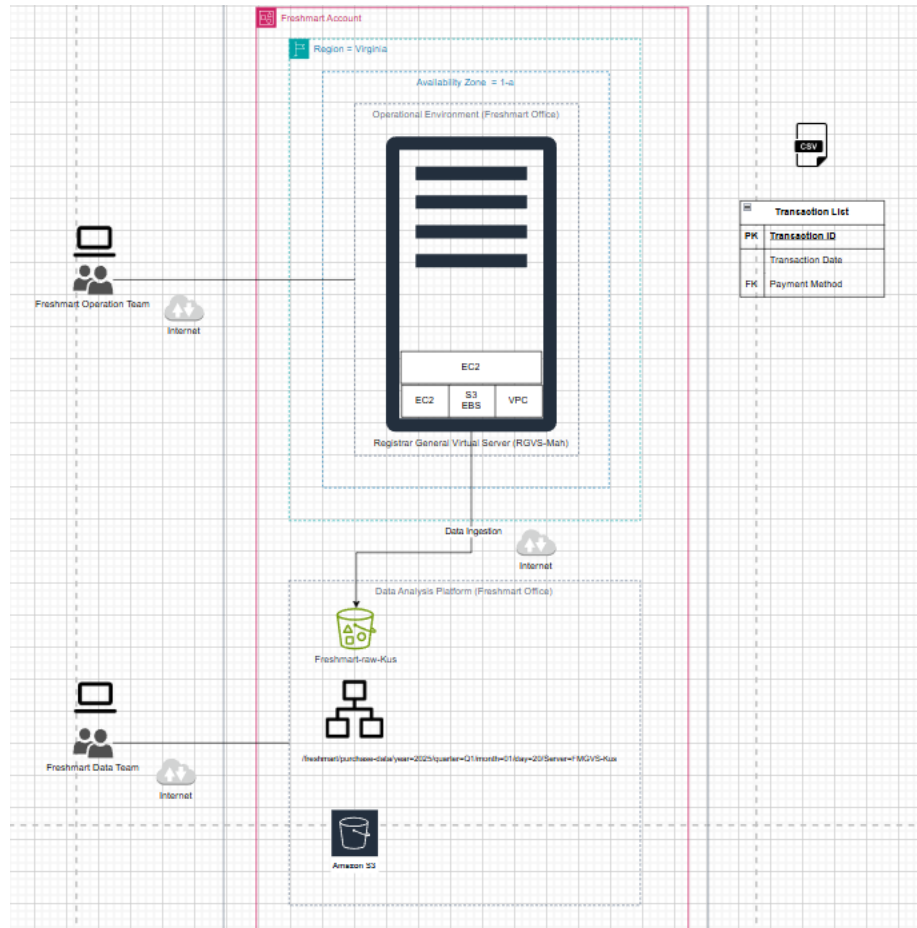 Freshmart Account
Region = Virginia
Availability Zone = 1-a
Operational Environment (Freshmart Office)
CSV
Transaction List
PK Transaction ID
Transaction Date
FK Payment Method
Freshmart Operation Team
Internet
EC2
EC2
S3
EBS
VPC
Registrar General Virtual Server (RGVS-Mah)
Data Ingestion
Internet
Data Analysis Platform (Freshmart Office)
Freshmart-raw-Kus
Freshmart Data Team
Internet
/freshmart/purchase-data/year=2025/quarter=Q1/month=01/day=20/Server=FMGVS-Kus
Amazon S3